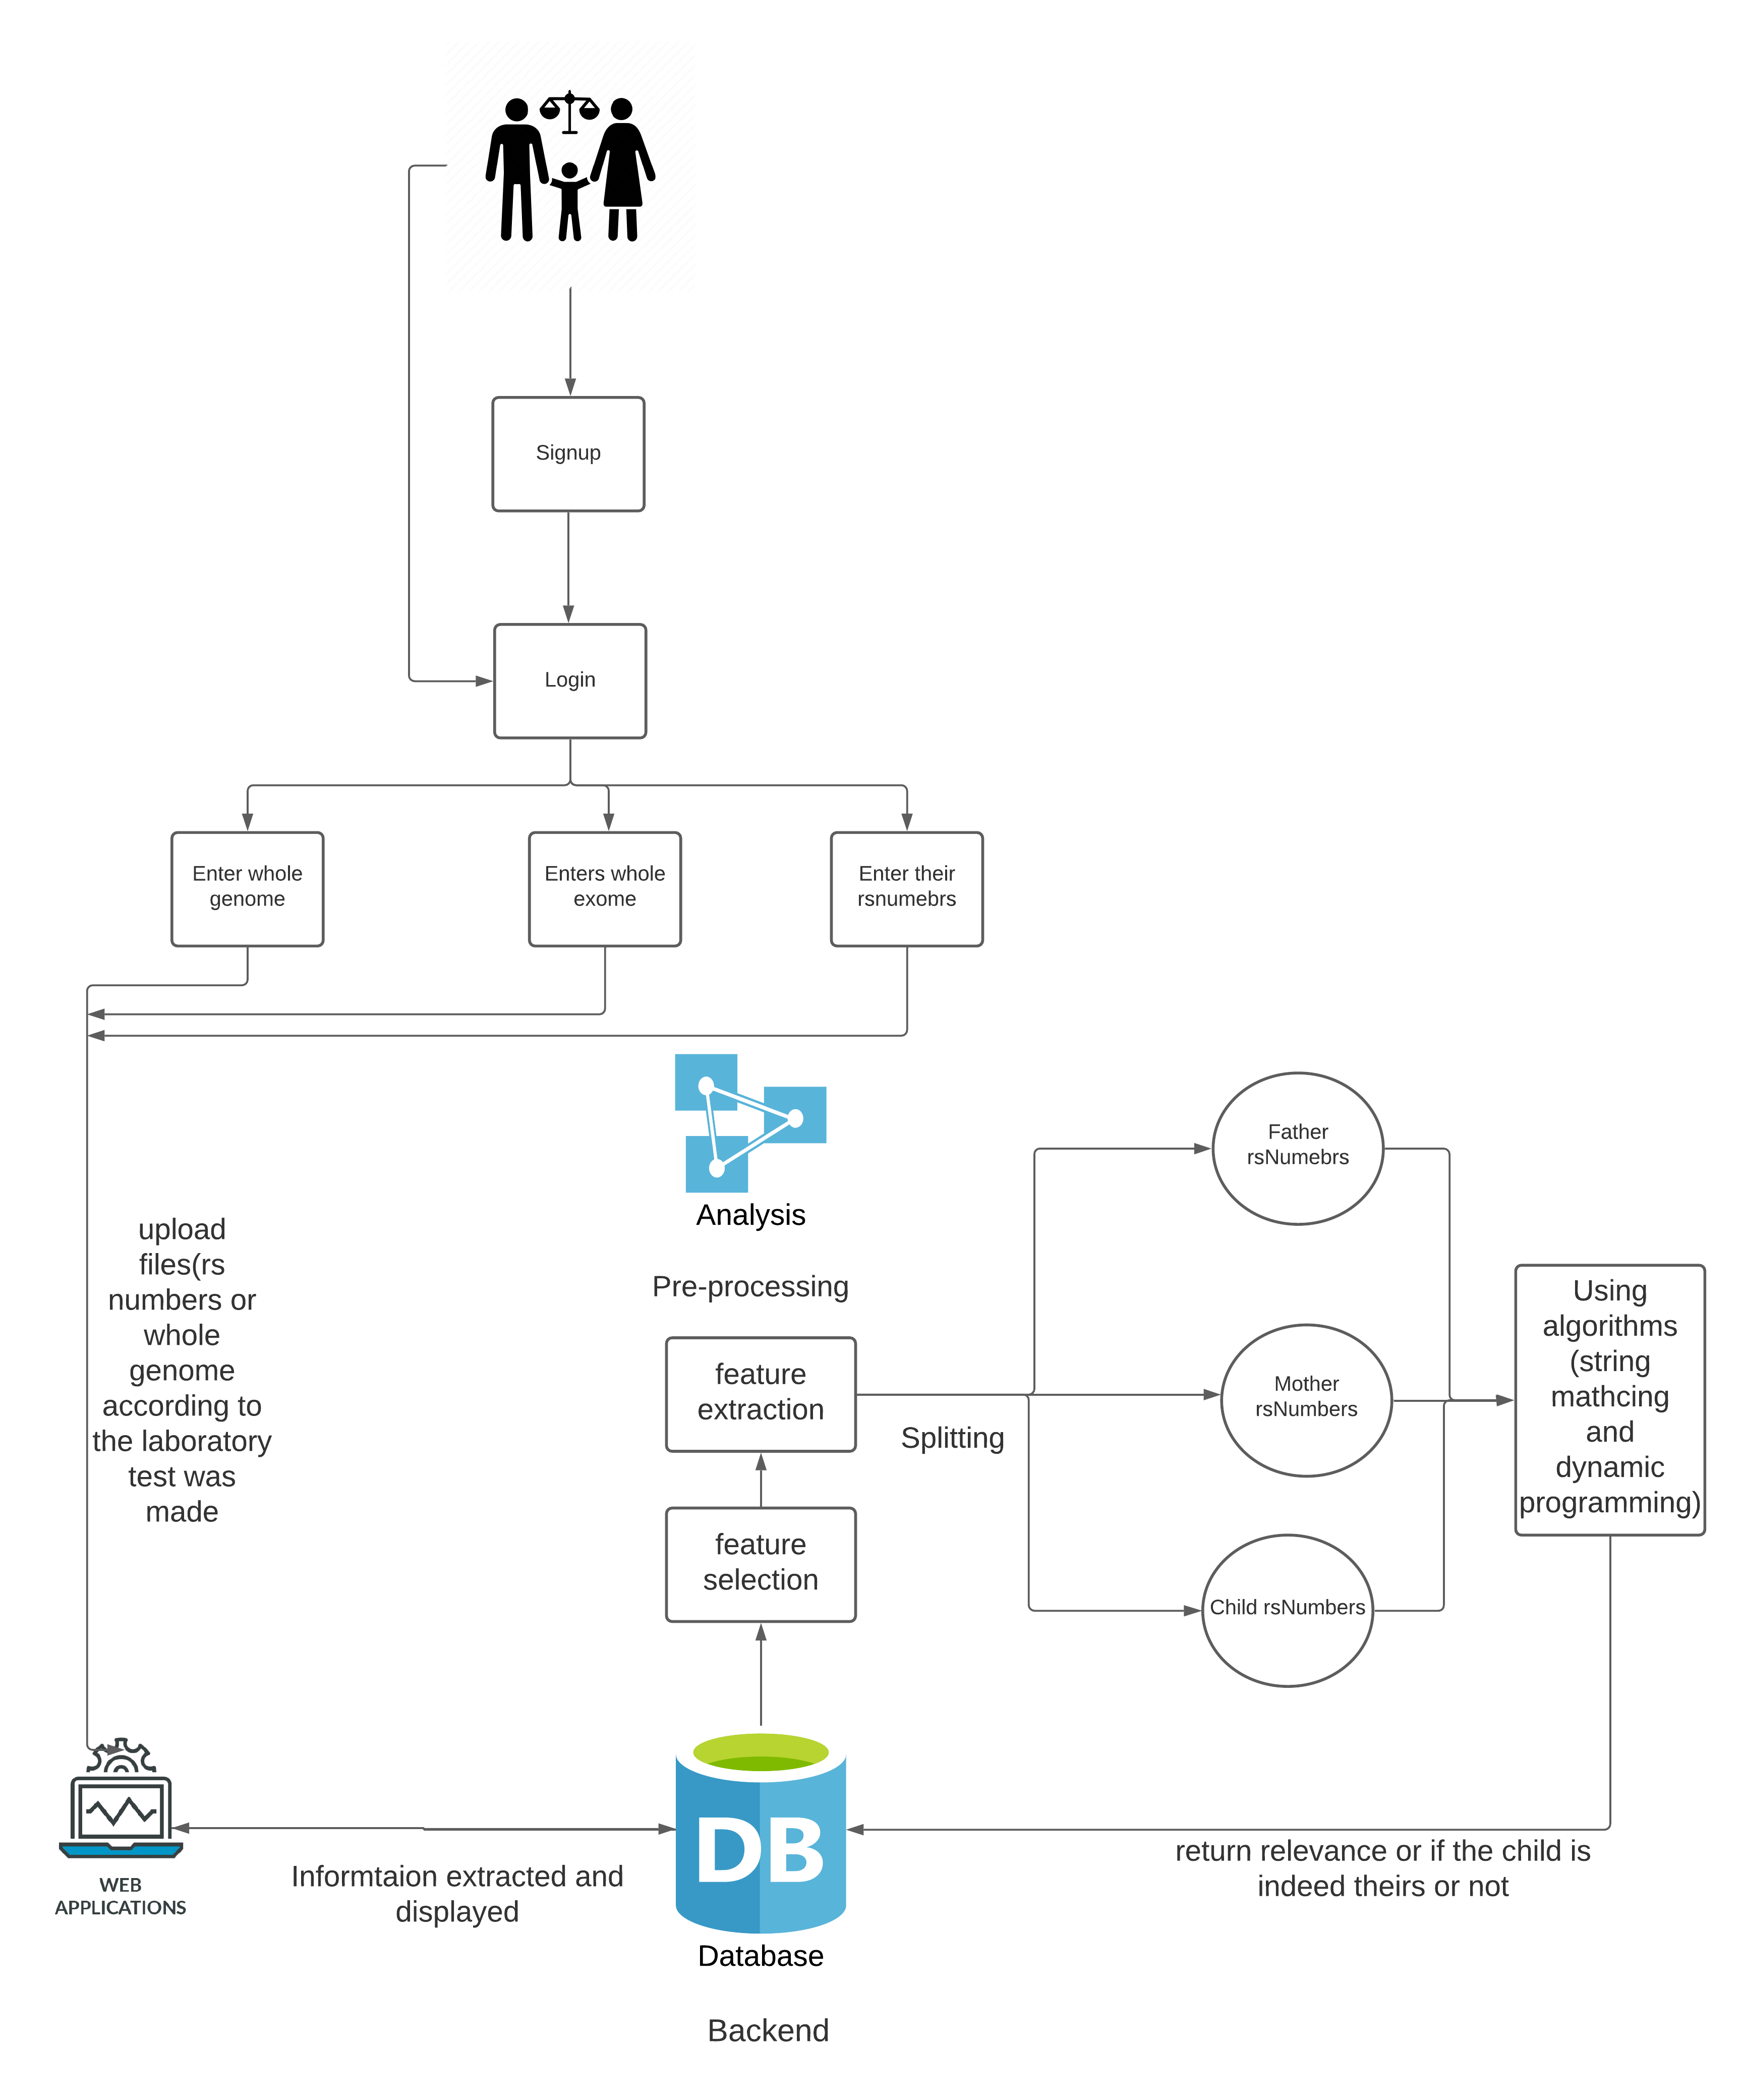 Signup
Login
Enter whole
genome
Enters whole
exome
Enter their
rsnumebrs
upload
files(rs
numbers or
whole
genome
according to
the laboratory
test was
made
Analysis
Pre-processing
feature
extraction
Splitting
feature
selection
Father
rsNumebrs
Mother
rsNumbers
Child rsNumbers
Using
algorithms
(string
mathcing
and
dynamic
programming)
WEB
APPLICATIONS
Informtaion extracted and
displayed
DB
Database
return relevance or if the child is
indeed theirs or not
Backend